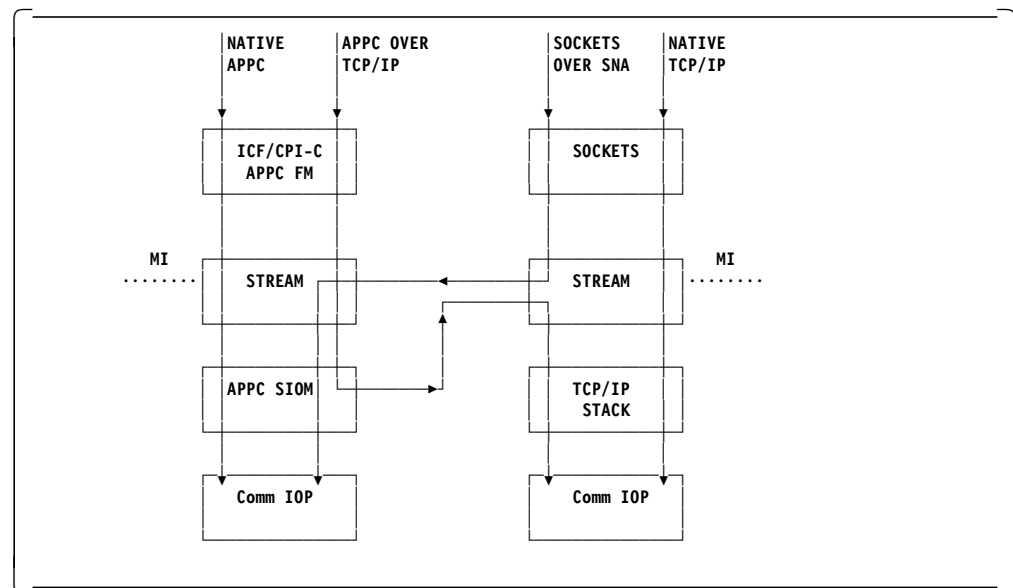 NATIVE APPC OVER SOCKETS NATIVE
APPC TCP/IP OVER SNA TCP/IP
ICF/CPI-C SOCKETS
APPC FM
MI MI
STREAM STREAM
APPC SIOM TCP/IP
STACK
Comm IOP Comm IOP